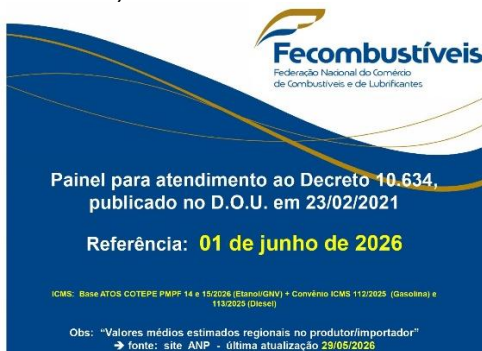 Fecombustíveis
Federação Nacional do Comércio
de Combustíveis e de Lubrificantes
Painel para atendimento ao Decreto 10.634,
publicado no D.O.U. em 23/02/2021
Referência: 01 de junho de 2026
ICMS: Base ATOS COTEPE PMPF 14 e 15/2026 (Etanol/GNV) + Convênio ICMS 112/2025 (Gasolina) e
113/2025 (Diesel)
Obs: “Valores médios estimados regionais no produtor/importador”
➔ fonte: site ANP - última atualização 29/05/2026